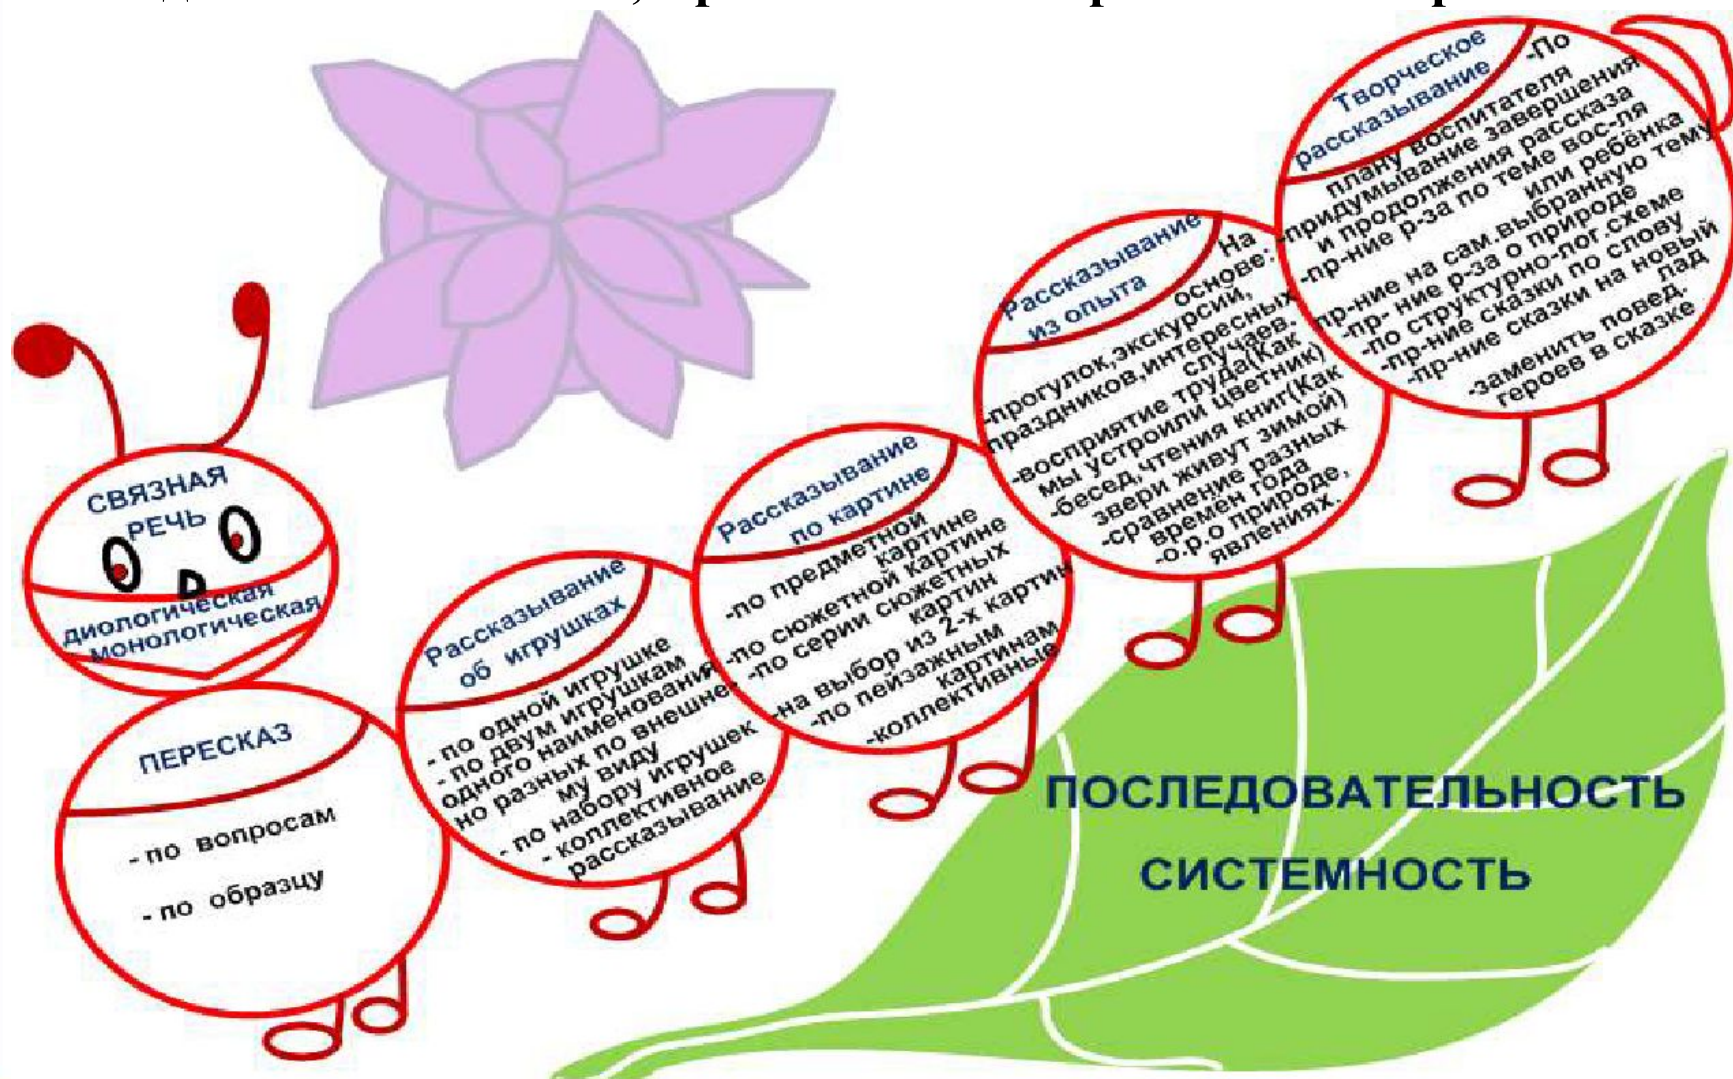 СВЯЗНАЯ
РЕЧЬ
диологическая
монологическая
ПЕРЕСКАЗ
- по вопросам
- по образцу
Рассказывание
об игрушках
- по одной игрушке
- по двум игрушкам
одного наименования
но разных по внешне-
му виду
- по набору игрушек
- коллективное
рассказывание
Рассказывание
по картине
-по предметной
картине
-по сюжетной картине
-по серии сюжетных
картин
-на выбор из 2-х картин
-по пейзажным
картинам
-коллективные
Рассказывание
из опыта
На
основе:
-прогулок,экскурсий,
праздников,интересных
случаев.
-восприятие труда(Как
мы устроили цветник)
-бесед,чтения книг(Как
звери живут зимой)
-сравнение разных
времен года
-о.р.о природе,
явлениях.
Творческое
рассказывание
-По
плану воспитателя
-придумывание завершения
и продолжения рассказа
-пр-ние р-за по теме вос-ля
или ребёнка
пр-ние на сам.выбранную тему
-пр- ние р-за о природе
-по структурно-лог.схеме
-пр-ние сказки по слову
-пр-ние сказки на новый
лад
-заменить повед.
героев в сказке
ПОСЛЕДОВАТЕЛЬНОСТЬ
СИСТЕМНОСТЬ